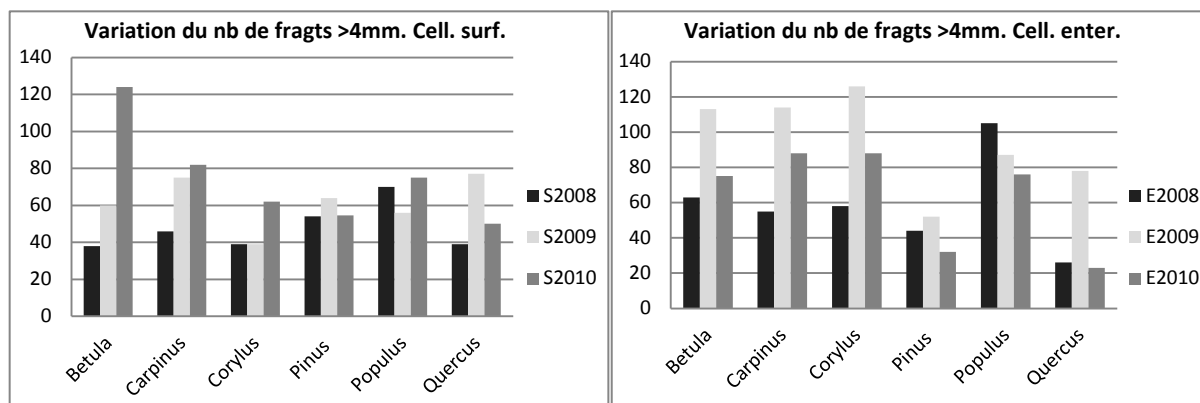 Variation du nb de fragts >4mm. Cell. surf.
140
120
100
80
60
40
20
0
Betula
Carpinus
Corylus
Pinus
Populus
Quercus
S2008
S2009
S2010
Variation du nb de fragts >4mm. Cell. enter.
140
120
100
80
60
40
20
0
Betula
Carpinus
Corylus
Pinus
Populus
Quercus
E2008
E2009
E2010